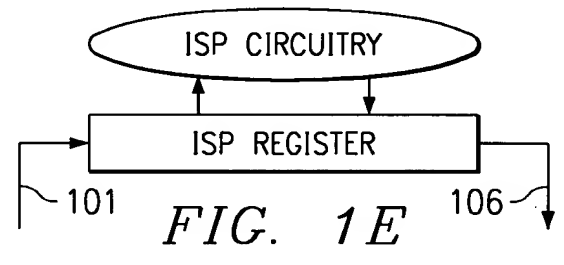 ISP CIRCUITRY
ISP REGISTER
101
106
FIG. 1E